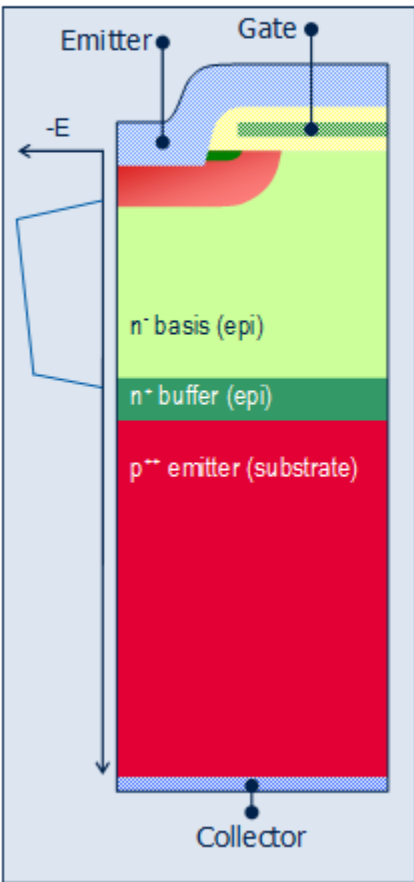 Emitter
Gate
-E
n- basis (epi)
n+ buffer (epi)
p++ emitter (substrate)
Collector